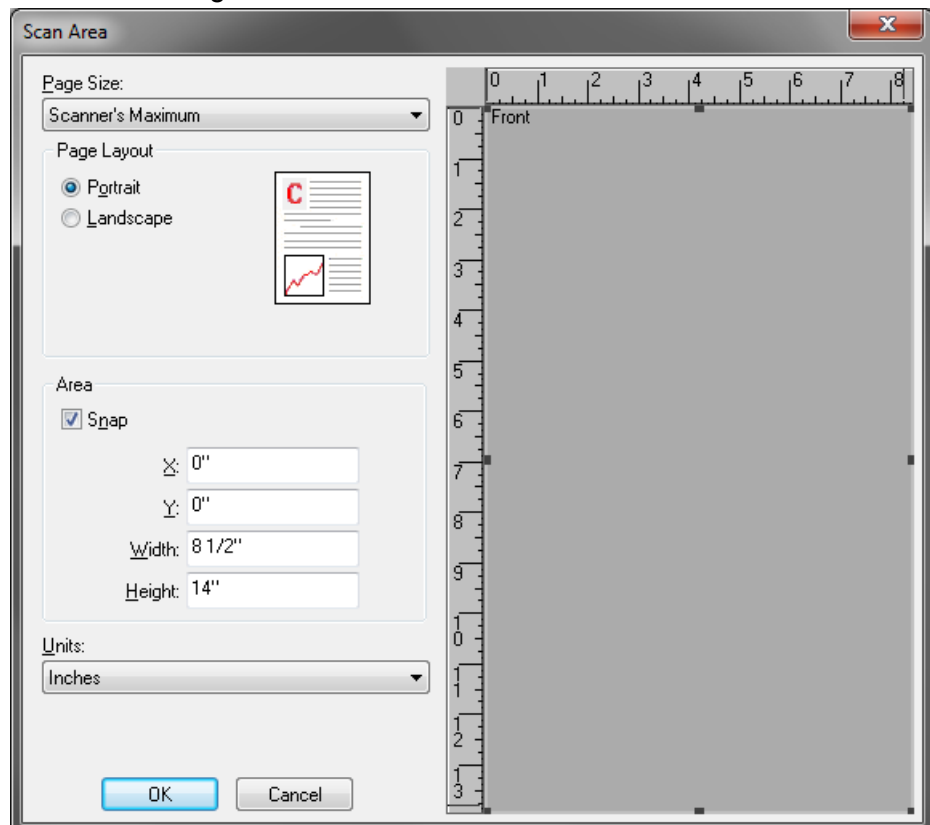 Scan Area
Page Size:
Scanner's Maximum
Page Layout
Portrait
Landscape
C
Area
Snap
X: 0"
Y: 0"
Width: 8 1/2"
Height: 14"
Units:
Inches
OK Cancel
0 1 2 3 4 5 6 7 8
Front
0
1
2
3
4
5
6
7
8
9
10
11
12
13